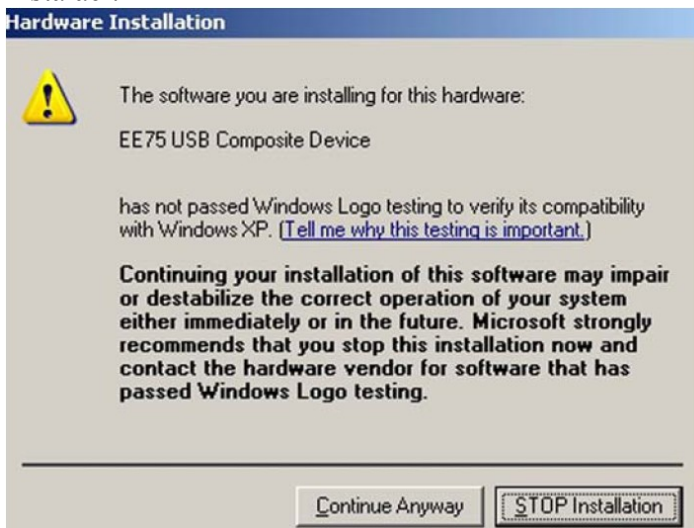 Hardware Installation
The software you are installing for this hardware:
EE75 USB Composite Device
has not passed Windows Logo testing to verify its compatibility
with Windows XP. (Tell me why this testing is important.)
Continuing your installation of this software may impair
or destabilize the correct operation of your system
either immediately or in the future. Microsoft strongly
recommends that you stop this installation now and
contact the hardware vendor for software that has
passed Windows Logo testing.
Continue Anyway
STOP Installation